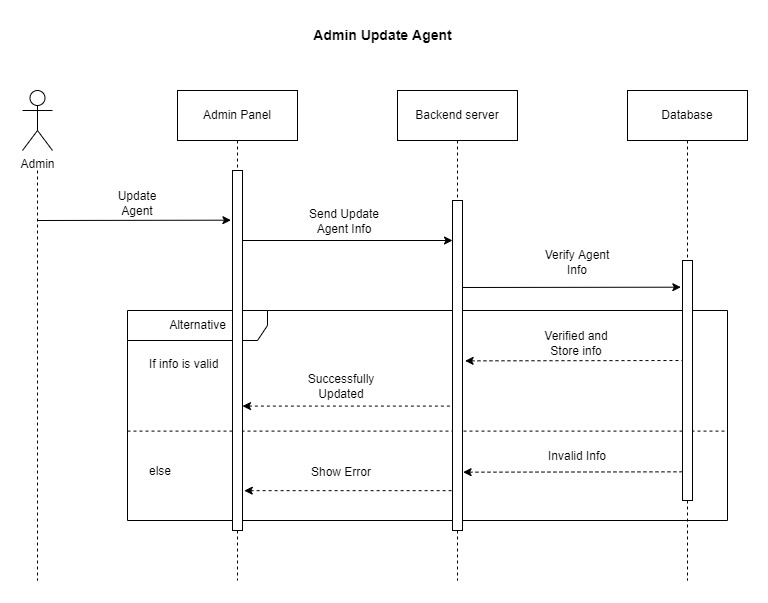 Admin Update Agent
Admin Panel
Backend server
Database
Admin
Update
Agent
Send Update
Agent Info
Verify Agent
Info
Alternative
If info is valid
Verified and
Store info
Successfully
Updated
else
Invalid Info
Show Error